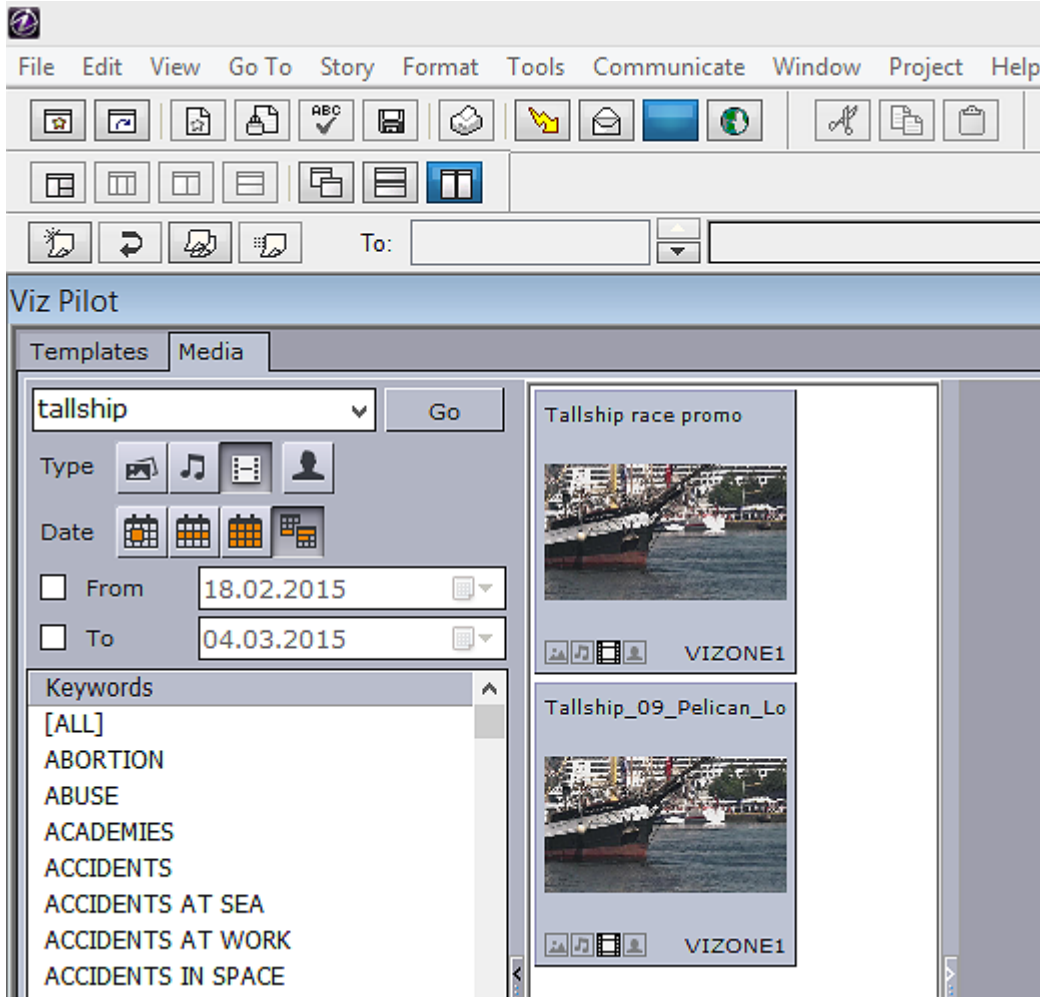 File Edit View Go To Story Format Tools Communicate Window Project Help
ABC
To:
Viz Pilot
Templates Media
tallship Go
Type
Date
From 18.02.2015
To 04.03.2015
Keywords
[ALL]
ABORTION
ABUSE
ACADEMIES
ACCIDENTS
ACCIDENTS AT SEA
ACCIDENTS AT WORK
ACCIDENTS IN SPACE
Tallship race promo
VIZONE1
Tallship_09_Pelican_Lo
VIZONE1